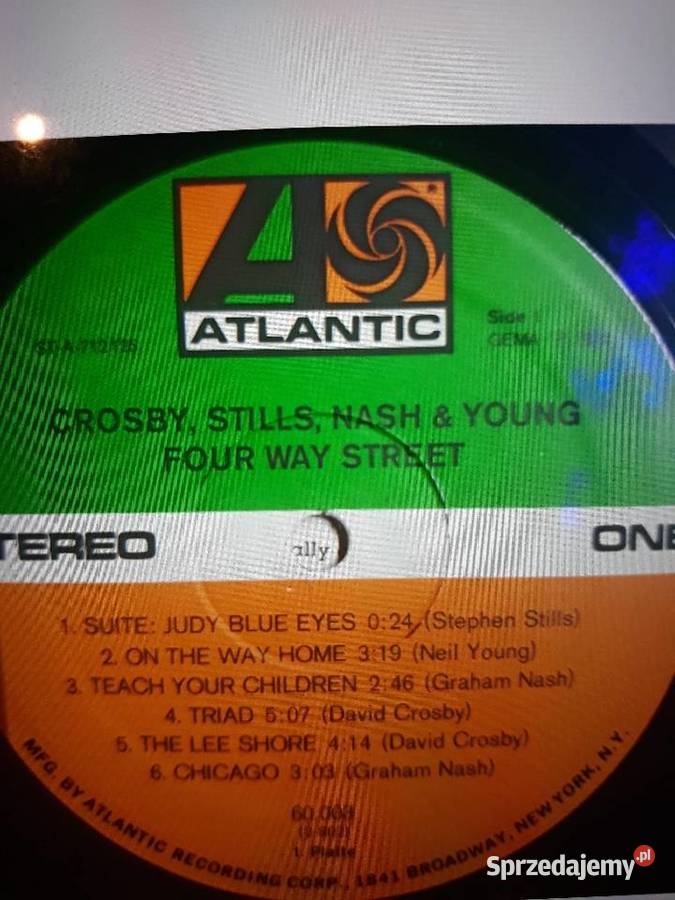 ATLANTIC
®
Side
GEMA
CROSBY, STILLS, NASH & YOUNG
FOUR WAY STREET
TEREO
ONE
ally
1. SUITE: JUDY BLUE EYES 0:24 (Stephen Stills)
2. ON THE WAY HOME 3:19 (Neil Young)
3. TEACH YOUR CHILDREN 2:46 (Graham Nash)
4. TRIAD 5:07 (David Crosby)
5. THE LEE SHORE 4:14 (David Crosby)
6. CHICAGO 3:03 (Graham Nash)
60.003
1. Platte
MFG. BY ATLANTIC RECORDING CORP., 1841 BROADWAY, NEW YORK, N.Y.
Sprzedajemy.pl